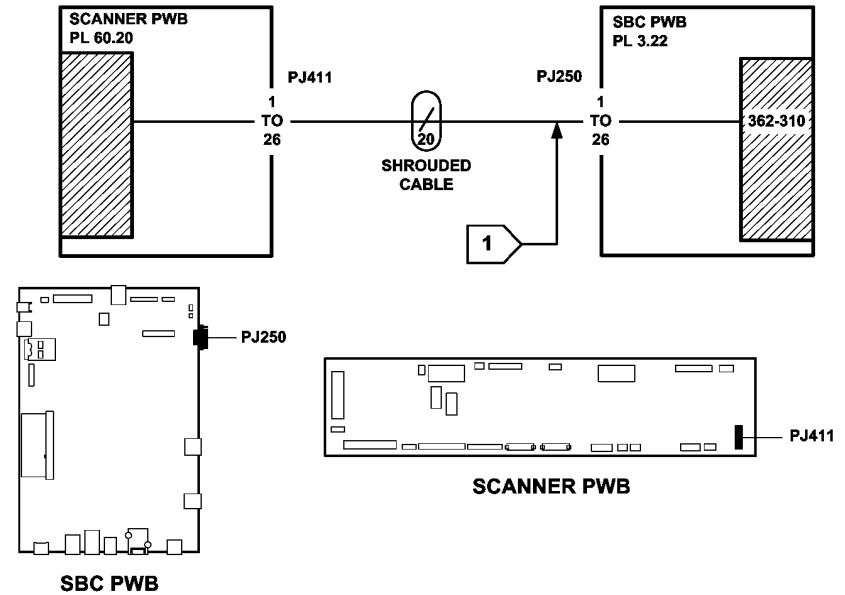 SCANNER PWB
PL 60.20
PJ411
1
TO
26
20
SHROUDED
CABLE
1
PJ250
1
TO
26
SBC PWB
PL 3.22
362-310
PJ250
SBC PWB
PJ411
SCANNER PWB